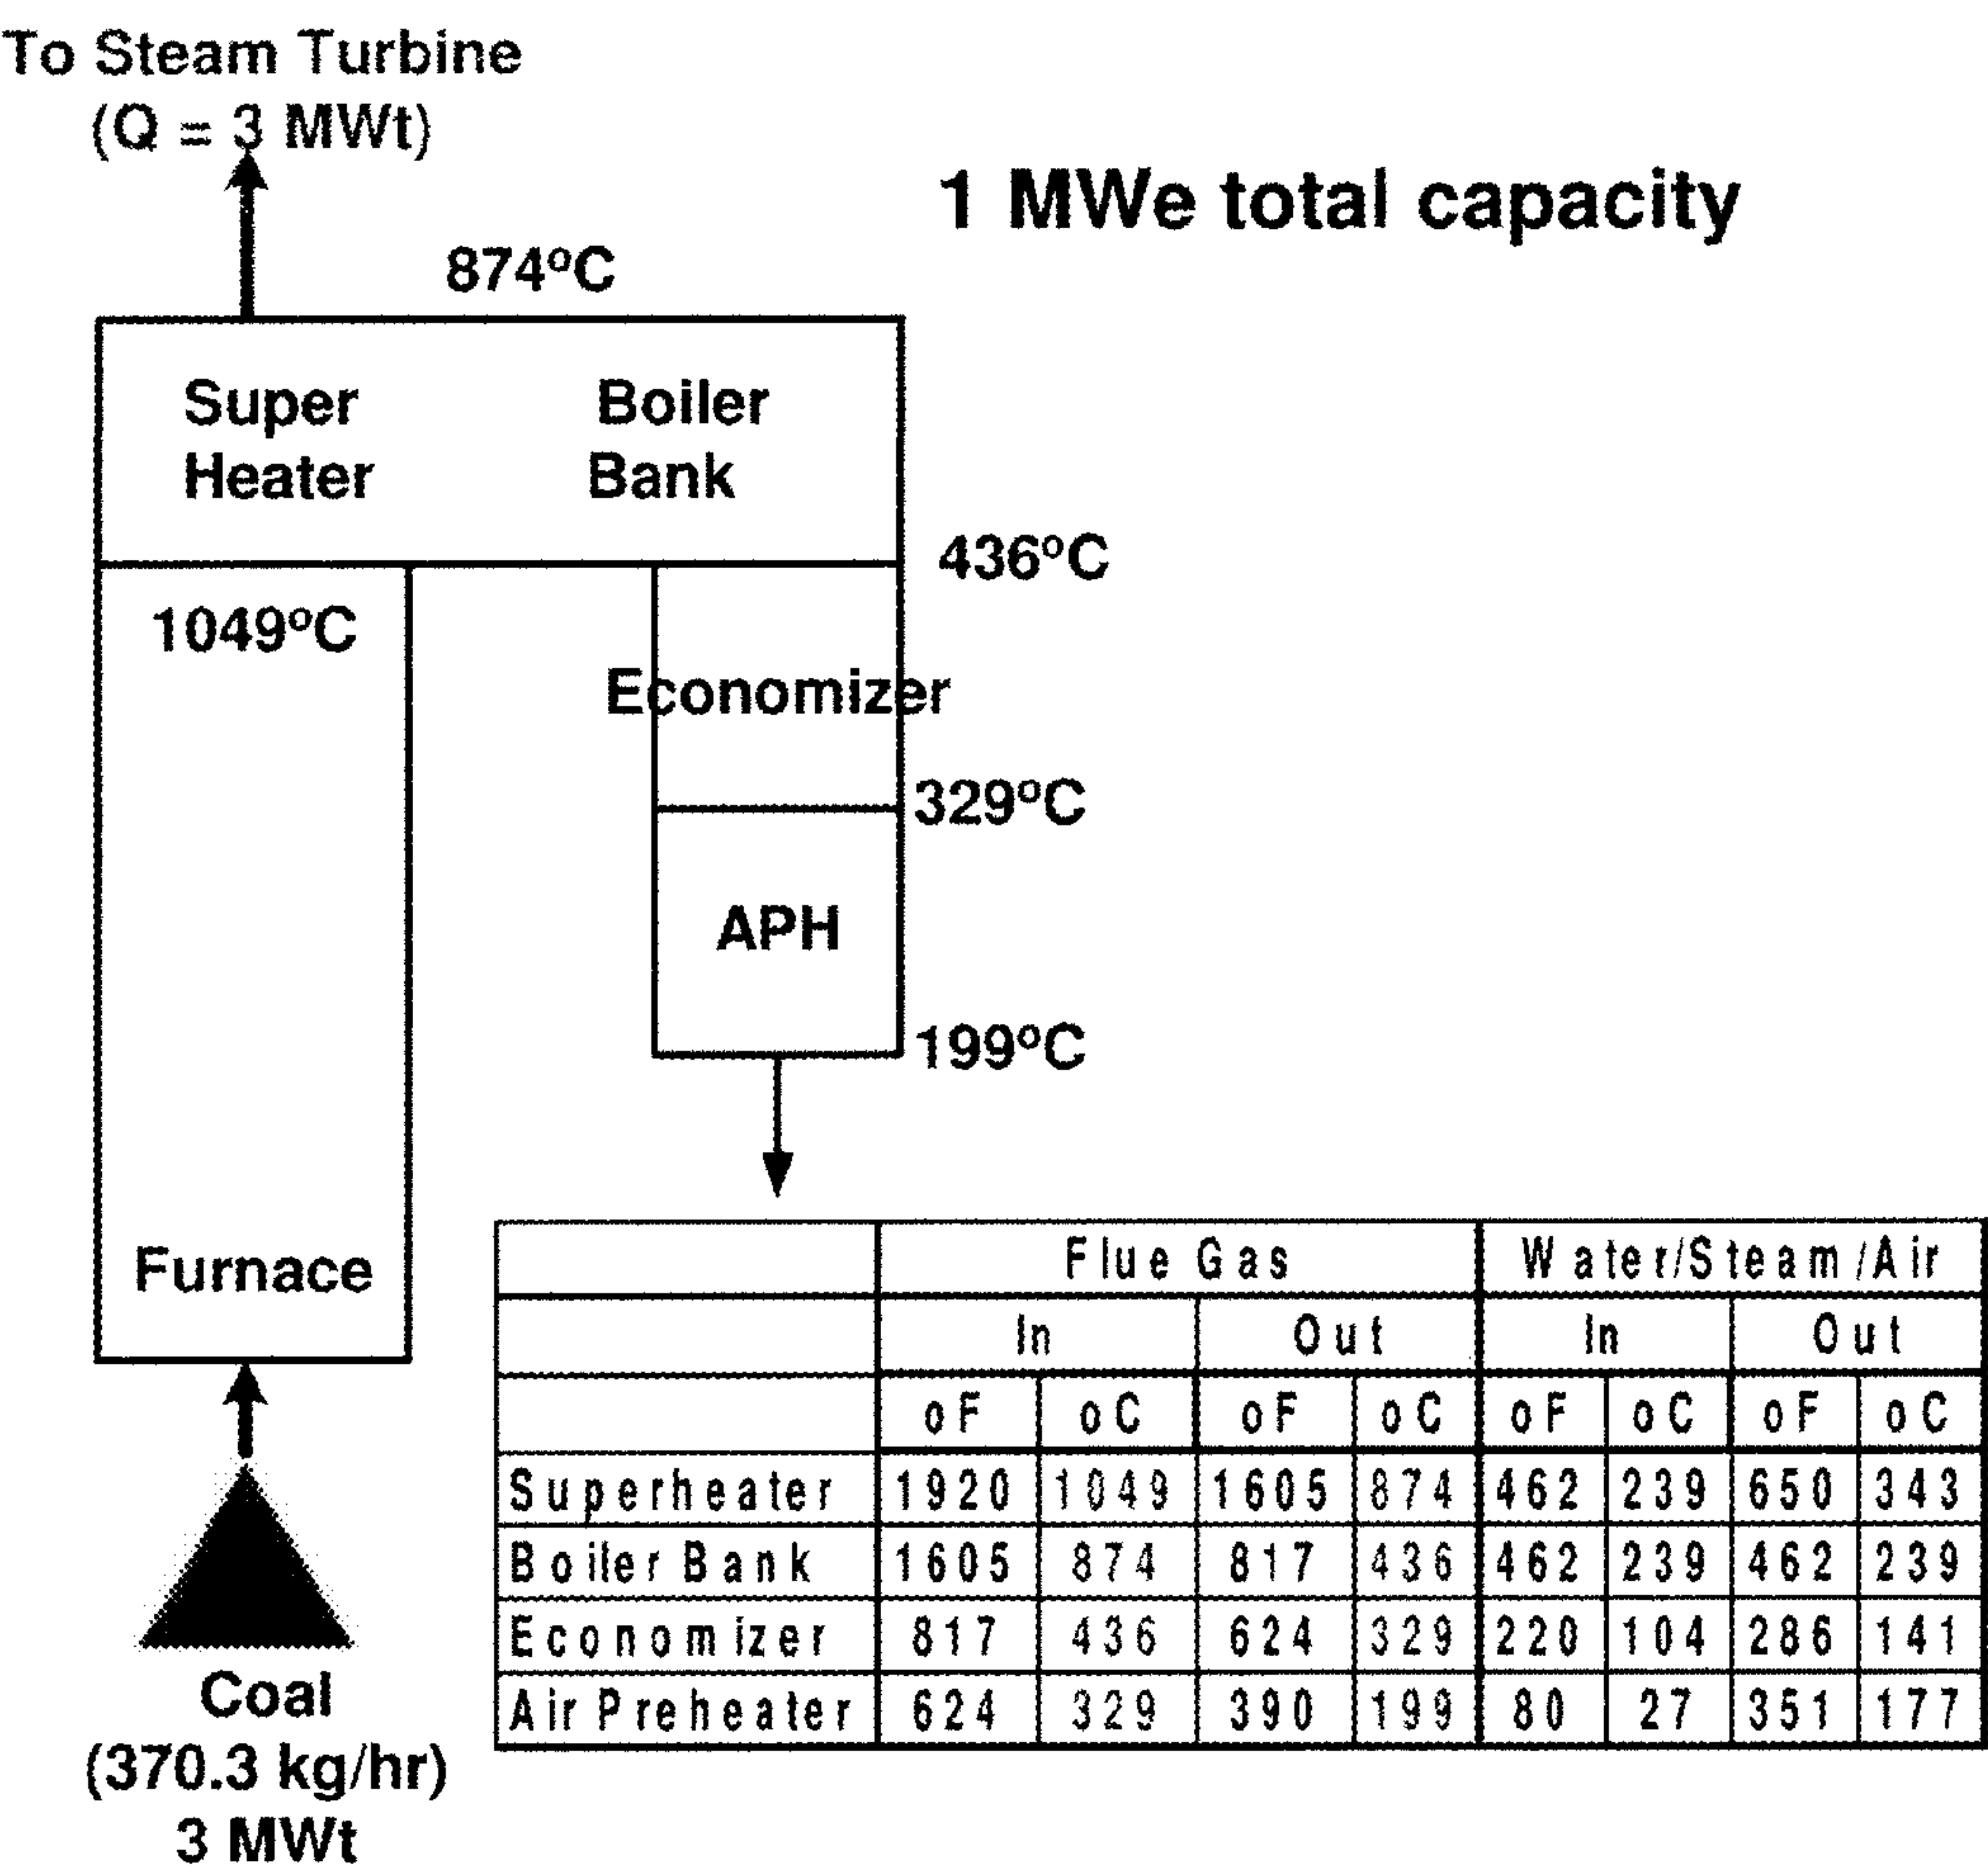 To Steam Turbine
(Q = 3 MWt)
1 MWe total capacity
874°C
Super Heater
Boiler Bank
436°C
1049°C
Economizer
329°C
APH
199°C
Furnace
Coal
(370.3 kg/hr)
3 MWt
Flue Gas Water/Steam/Air
In Out In Out
oF oC oF oC oF oC oF oC
Superheater 1920 1049 1605 874 462 239 650 343
Boiler Bank 1605 874 817 436 462 239 462 239
Economizer 817 436 624 329 220 104 286 141
Air Preheater 624 329 390 199 80 27 351 177